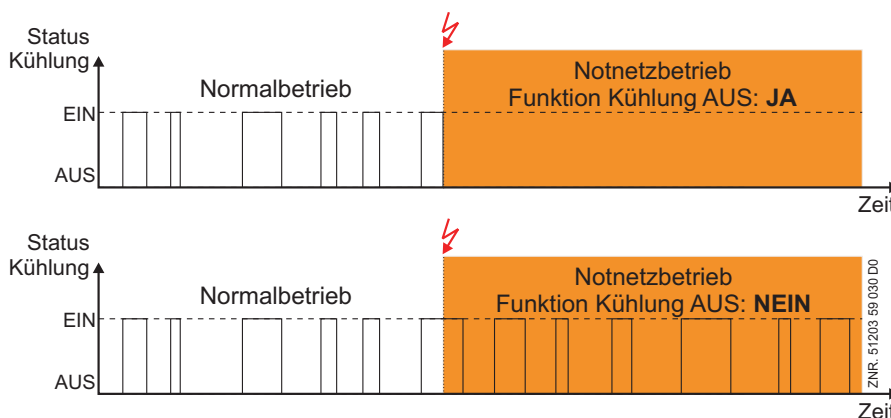 Status
Kühlung
Normalbetrieb
Notnetzbetrieb
Funktion Kühlung AUS: JA
EIN
AUS
Zeit
Status
Kühlung
Normalbetrieb
Notnetzbetrieb
Funktion Kühlung AUS: NEIN
EIN
AUS
Zeit
ZNR. 51203 59 030 D0